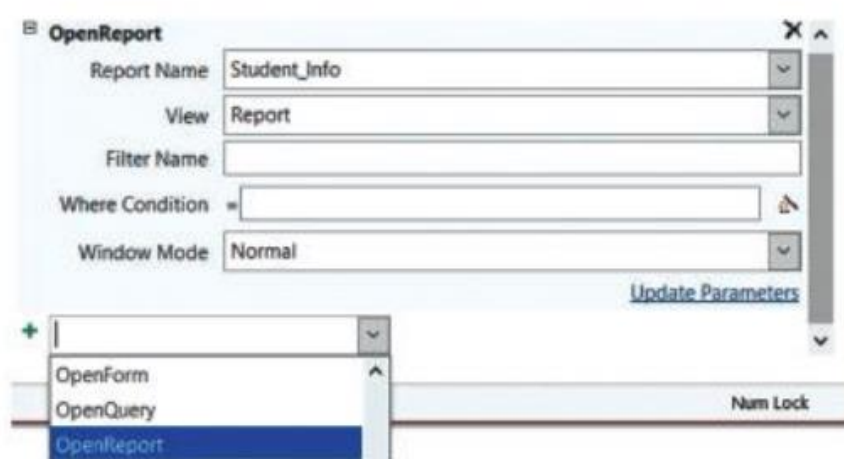 OpenReport
Report Name Student_Info
View Report
Filter Name
Where Condition =
Window Mode Normal
Update Parameters
OpenForm
OpenQuery
Num Lock
OpenReport